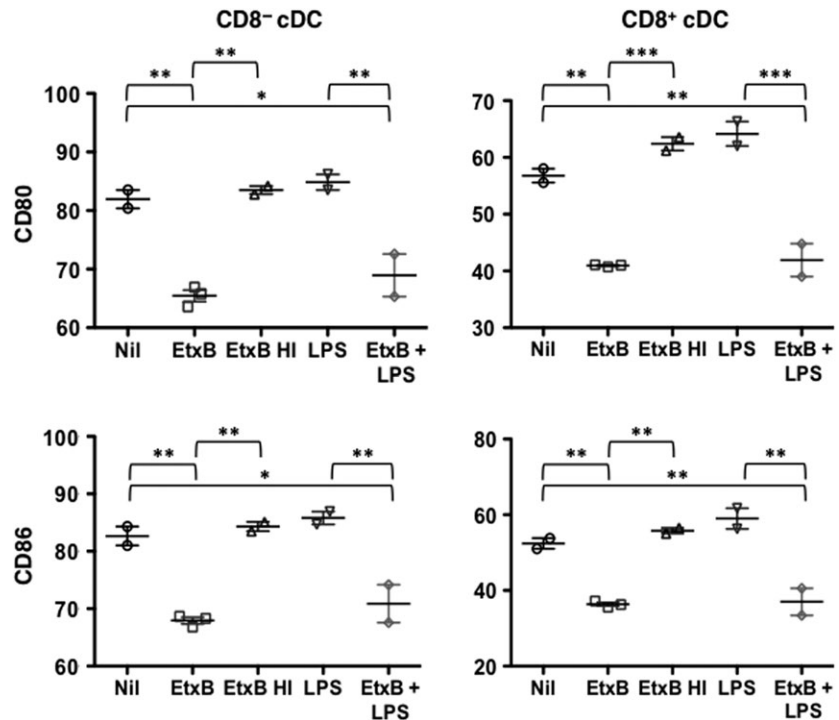 CD8⁻ cDC
CD8⁺ cDC
CD80
** ** ** *
100
90
80
70
60
Nil EtxB EtxB HI LPS EtxB +
LPS
** *** *** **
70
60
50
40
30
Nil EtxB EtxB HI LPS EtxB +
LPS
CD86
** ** ** *
100
90
80
70
60
Nil EtxB EtxB HI LPS EtxB +
LPS
** ** ** **
80
60
40
20
Nil EtxB EtxB HI LPS EtxB +
LPS